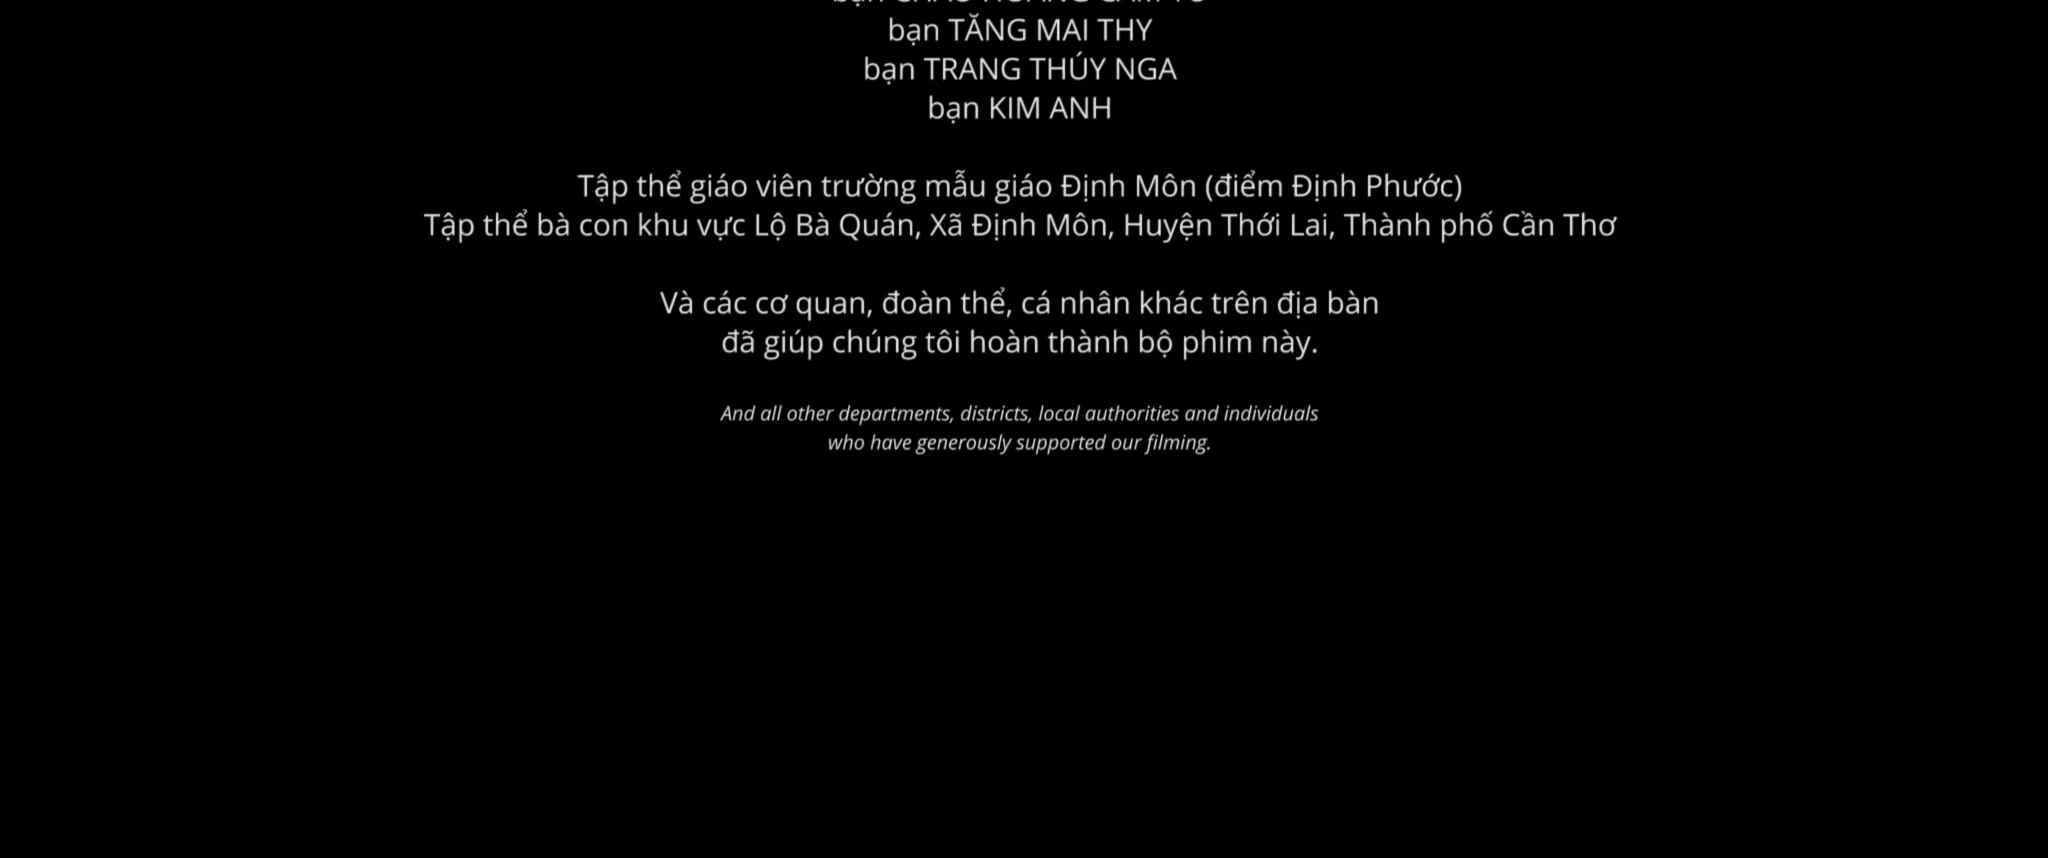 bạn
bạn TĂNG MAI THY
bạn TRANG THÚY NGA
bạn KIM ANH
Tập thể giáo viên trường mẫu giáo Định Môn (điểm Định Phước)
Tập thể bà con khu vực Lộ Bà Quán, Xã Định Môn, Huyện Thới Lai, Thành phố Cần Thơ
Và các cơ quan, đoàn thể, cá nhân khác trên địa bàn
đã giúp chúng tôi hoàn thành bộ phim này.
And all other departments, districts, local authorities and individuals
who have generously supported our filming.